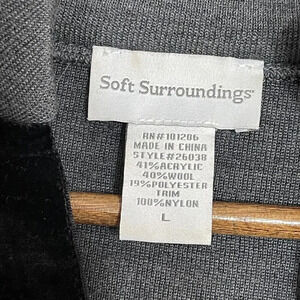 Soft Surroundings®
RN#101206
MADE IN CHINA
STYLE#26038
41%ACRYLIC
40%WOOL
19%POLYESTER
TRIM
100%NYLON
L